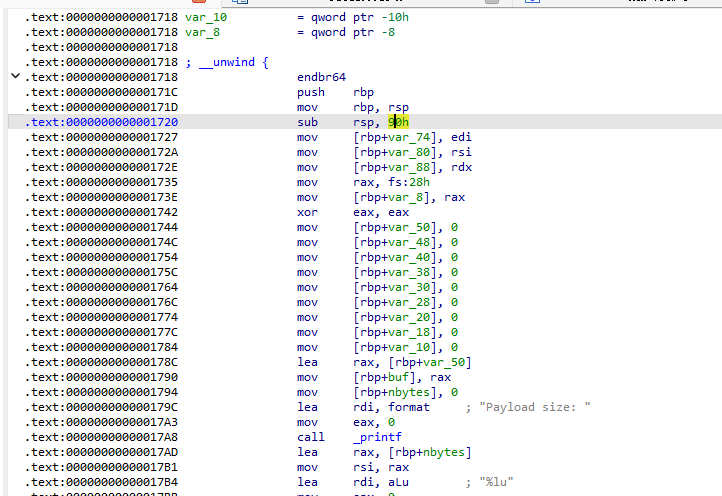 .text:0000000000001718 var_10 = qword ptr -10h
.text:0000000000001718 var_8 = qword ptr -8
.text:0000000000001718
.text:0000000000001718 ; __unwind {
.text:0000000000001718 endbr64
.text:000000000000171C push rbp
.text:000000000000171D mov rbp, rsp
.text:0000000000001720 sub rsp, 90h
.text:0000000000001727 mov [rbp+var_74], edi
.text:000000000000172A mov [rbp+var_80], rsi
.text:000000000000172E mov [rbp+var_88], rdx
.text:0000000000001735 mov rax, fs:28h
.text:000000000000173E mov [rbp+var_8], rax
.text:0000000000001742 xor eax, eax
.text:0000000000001744 mov [rbp+var_50], 0
.text:000000000000174C mov [rbp+var_48], 0
.text:0000000000001754 mov [rbp+var_40], 0
.text:000000000000175C mov [rbp+var_38], 0
.text:0000000000001764 mov [rbp+var_30], 0
.text:000000000000176C mov [rbp+var_28], 0
.text:0000000000001774 mov [rbp+var_20], 0
.text:000000000000177C mov [rbp+var_18], 0
.text:0000000000001784 mov [rbp+var_10], 0
.text:000000000000178C lea rax, [rbp+var_50]
.text:0000000000001790 mov [rbp+buf], rax
.text:0000000000001794 mov [rbp+nbytes], 0
.text:000000000000179C lea rdi, format ; "Payload size: "
.text:00000000000017A3 mov eax, 0
.text:00000000000017A8 call _printf
.text:00000000000017AD lea rax, [rbp+nbytes]
.text:00000000000017B1 mov rsi, rax
.text:00000000000017B4 lea rdi, aLu ; "%lu"